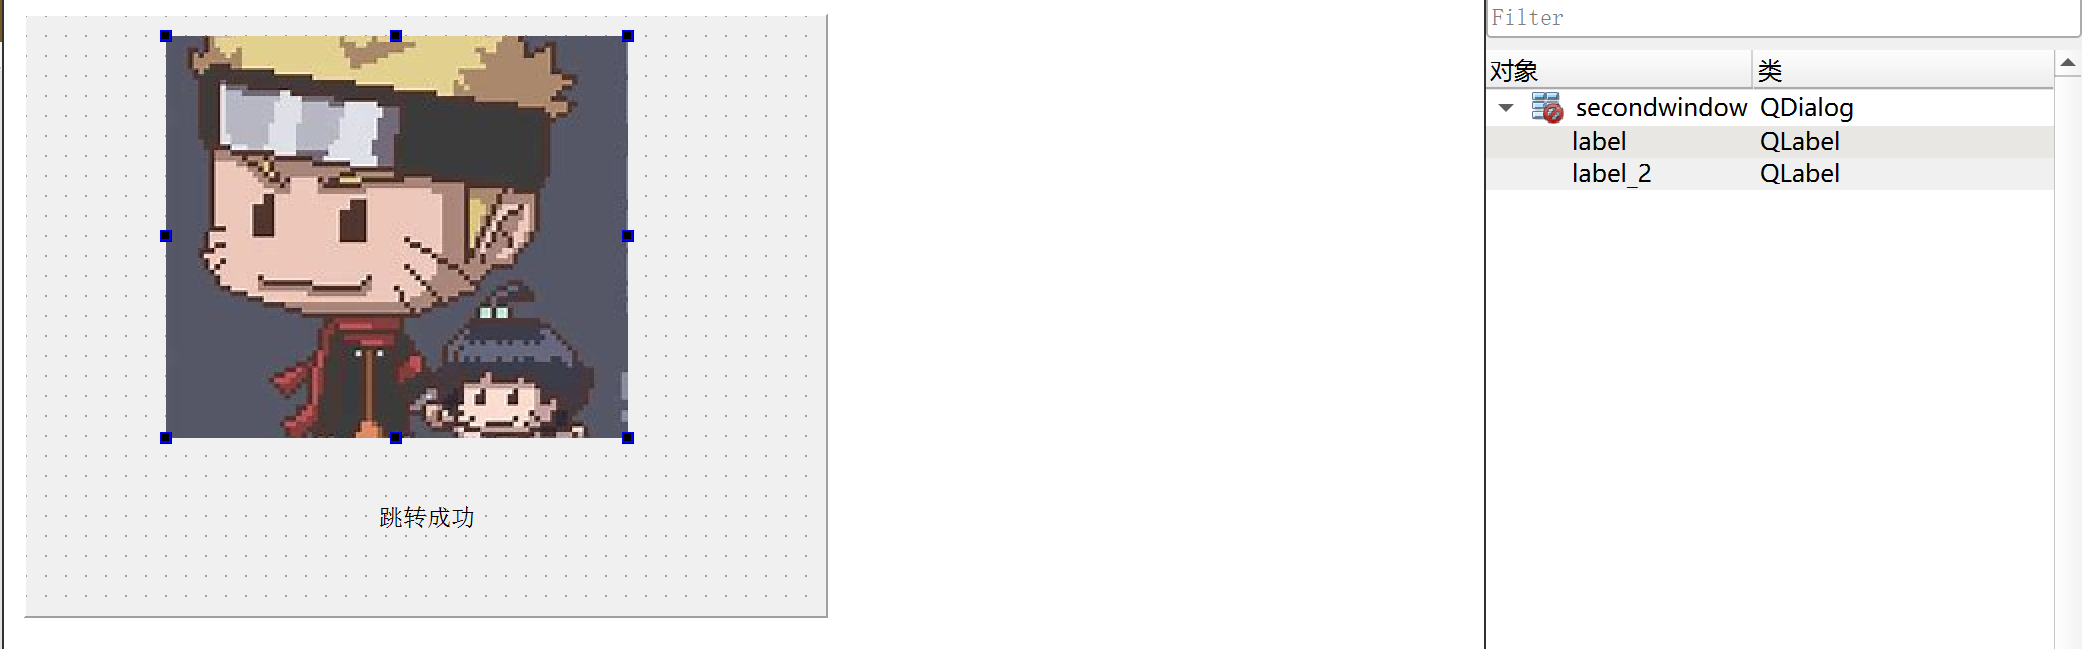 Filter
对象 类
secondwindow QDialog
label QLabel
label_2 QLabel
跳转成功